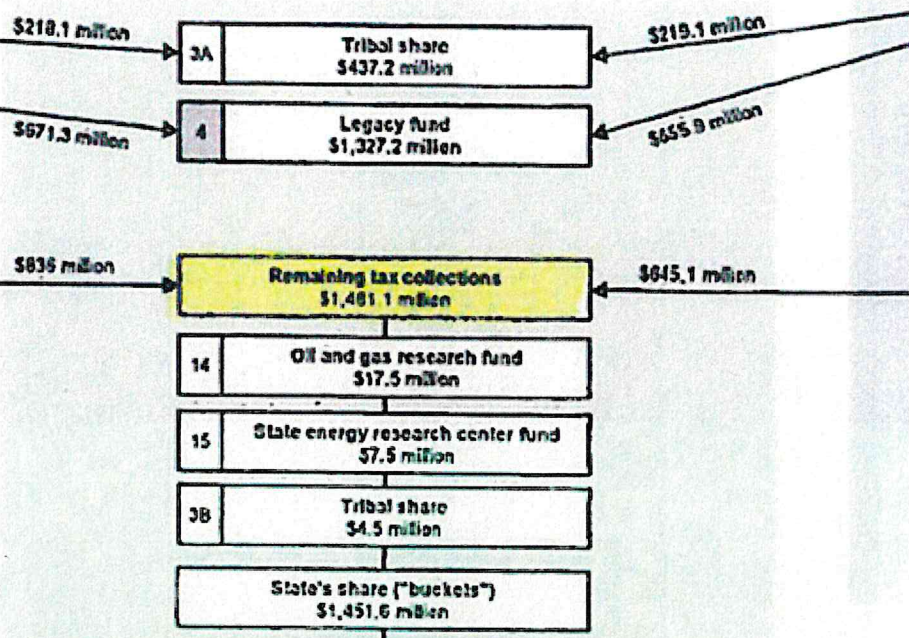 $218.1 million
3A
Tribal share
$437.2 million
$219.1 million
$671.3 million
4
Legacy fund
$1,327.2 million
$655.9 million
$836 million
Remaining tax collections
$1,481.1 million
$645.1 million
14
Oil and gas research fund
$17.5 million
15
State energy research center fund
$7.5 million
3B
Tribal share
$4.5 million
State's share ("buckets")
$1,451.6 million